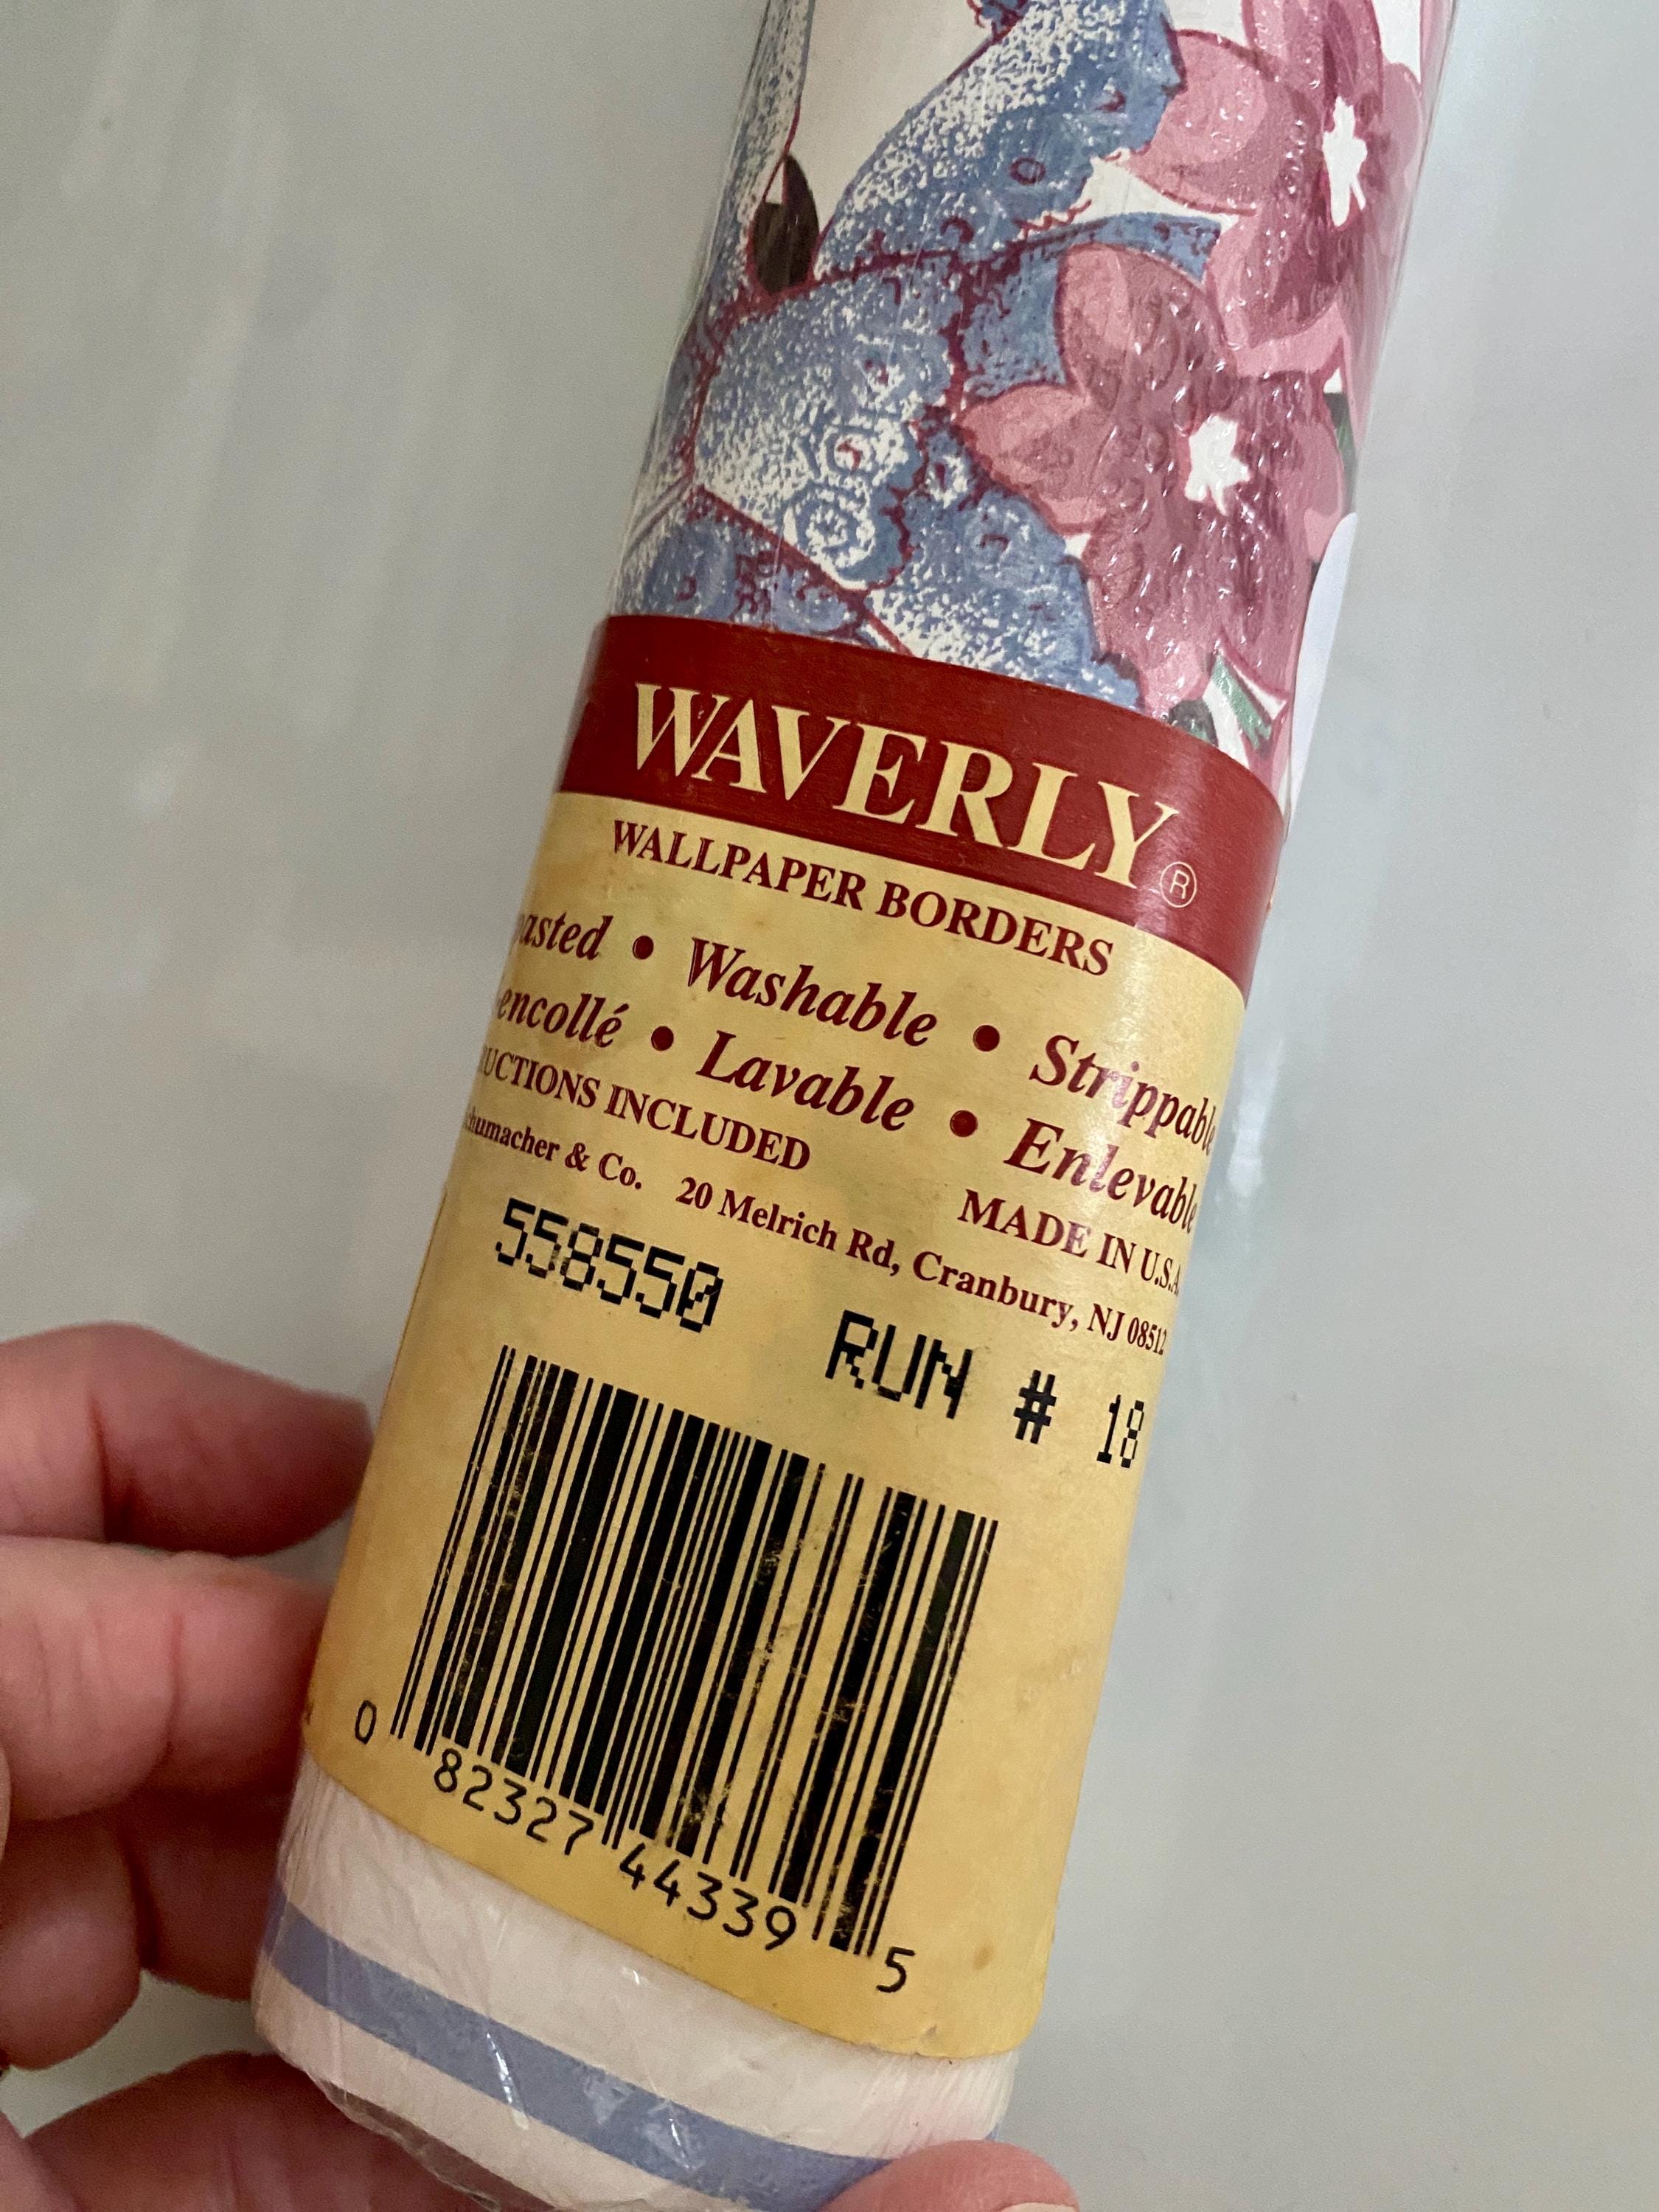 WAVERLY®
WALLPAPER BORDERS
asted • Washable • Strippable
encollé • Lavable • Enlevable
UCTIONS INCLUDED MADE IN U.S.A.
chumacher & Co. 20 Melrich Rd, Cranbury, NJ 08512
558550 RUN # 18
0 82327 44339 5